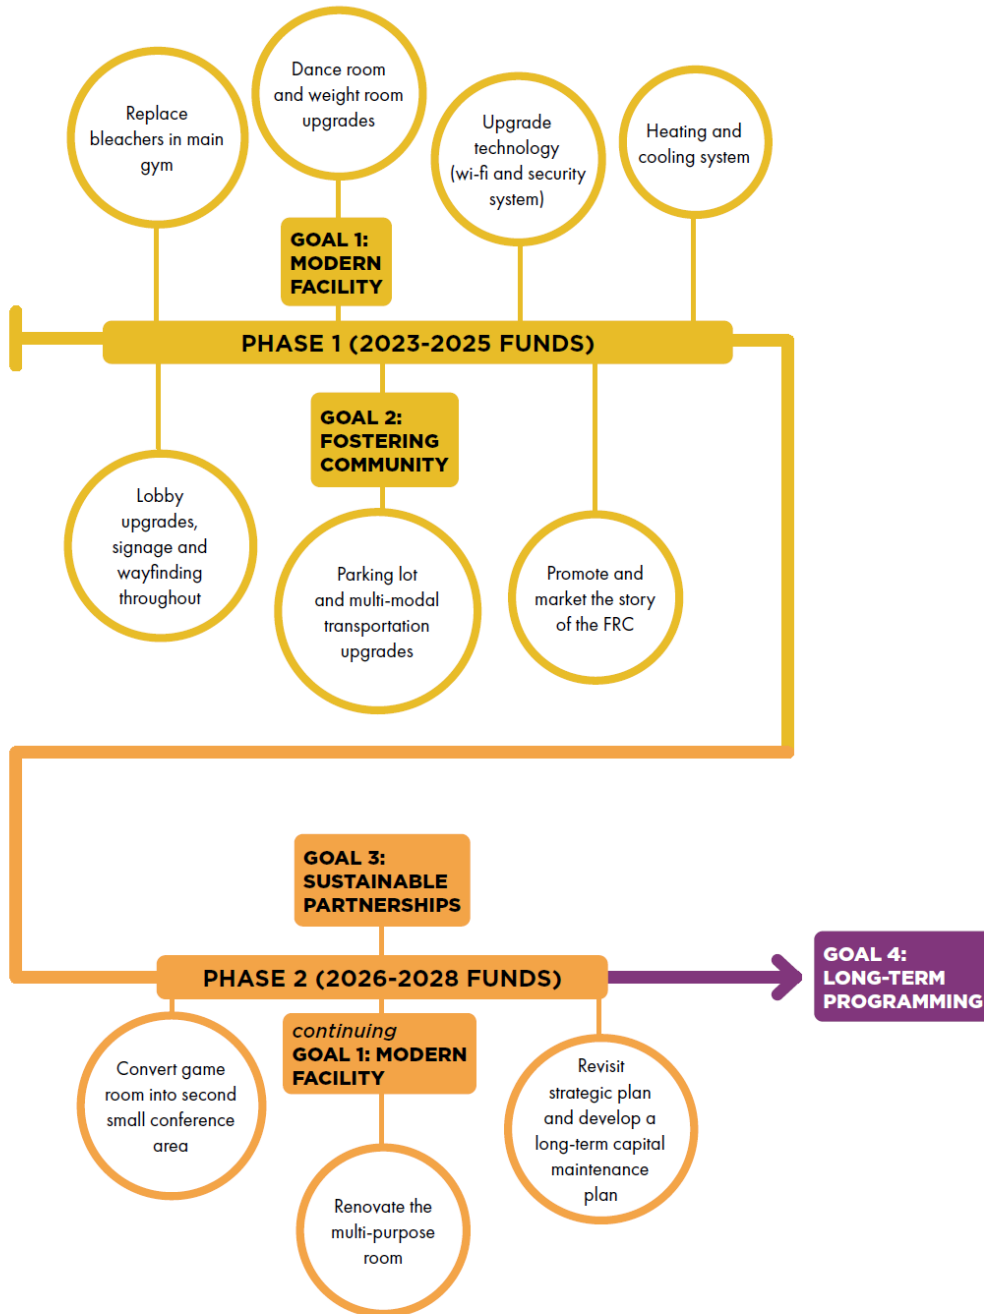 Replace
bleachers in main
gym
Dance room
and weight room
upgrades
Upgrade
technology
(wi-fi and security
system)
Heating and
cooling system
GOAL 1:
MODERN
FACILITY
PHASE 1 (2023-2025 FUNDS)
GOAL 2:
FOSTERING
COMMUNITY
Lobby
upgrades,
signage and
wayfinding
throughout
Parking lot
and multi-modal
transportation
upgrades
Promote and
market the story
of the FRC
GOAL 3:
SUSTAINABLE
PARTNERSHIPS
PHASE 2 (2026-2028 FUNDS)
GOAL 4:
LONG-TERM
PROGRAMMING
continuing
GOAL 1: MODERN
FACILITY
Convert game
room into second
small conference
area
Renovate the
multi-purpose
room
Revisit
strategic plan
and develop a
long-term capital
maintenance
plan